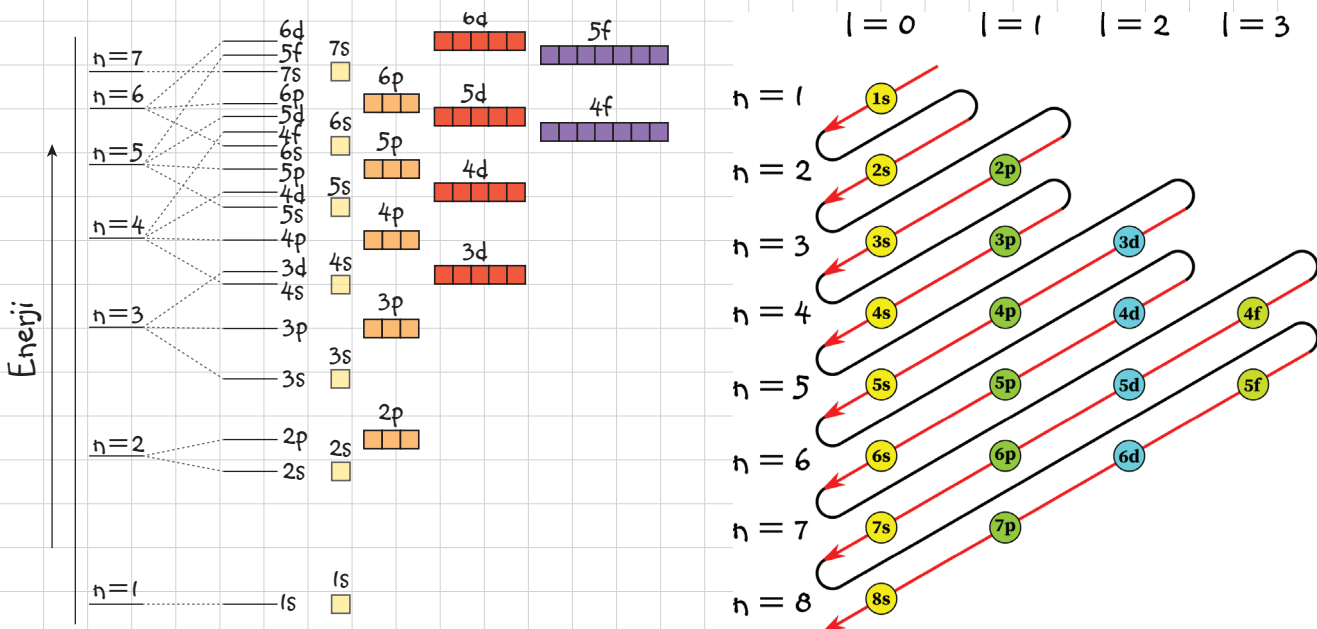 6d
5f
7s
6p
5d
4f
6s
5p
4d
5s
4p
3d
4s
3p
3s
2p
2s
1s
n=7
n=6
n=5
n=4
n=3
n=2
n=1
Enerji
7s
6s
5s
4s
3s
2s
1s
6p
5p
4p
3p
2p
6d
5d
4d
3d
5f
4f
l = 0 l = 1 l = 2 l = 3
n = 1 1s
n = 2 2s 2p
n = 3 3s 3p 3d
n = 4 4s 4p 4d 4f
n = 5 5s 5p 5d 5f
n = 6 6s 6p 6d
n = 7 7s 7p
n = 8 8s